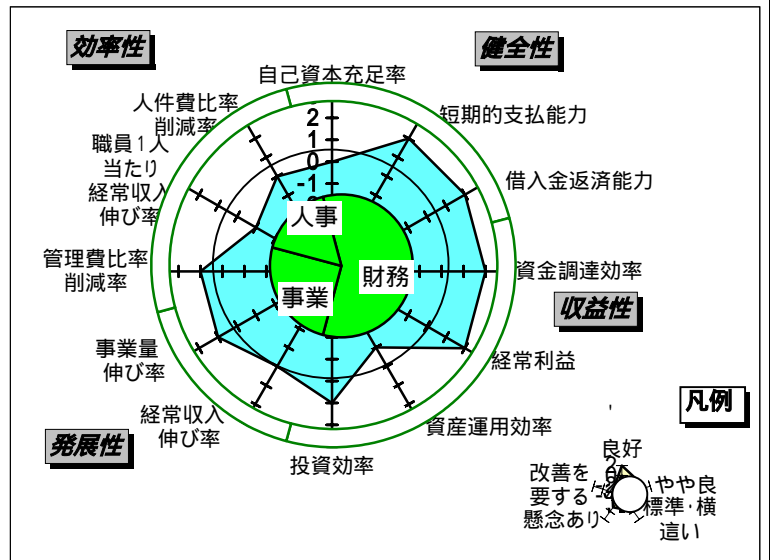 効率性
健全性
自己資本充足率
人件費比率
削減率
短期的支払能力
職員1人
当たり
経常収入
伸び率
借入金返済能力
2
1
0
-1
人事
管理費比率
削減率
財務
資金調達効率
事業
収益性
事業量
伸び率
経常利益
経常収入
伸び率
資産運用効率
凡例
発展性
投資効率
良好
改善を
要する
懸念あり
やや良
標準・横
這い